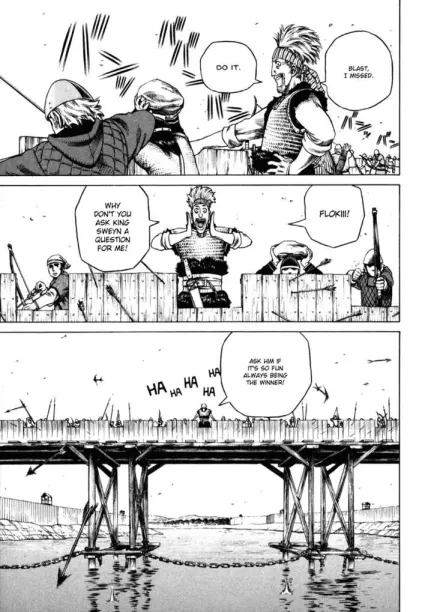 BLAST,
I MISSED.
DO IT.
FLOKIII!
WHY
DON'T YOU
ASK KING
SWEYN A
QUESTION
FOR ME!
ASK HIM IF
IT'S SO FUN
ALWAYS BEING
THE WINNER!
HA
HA
HA
HA